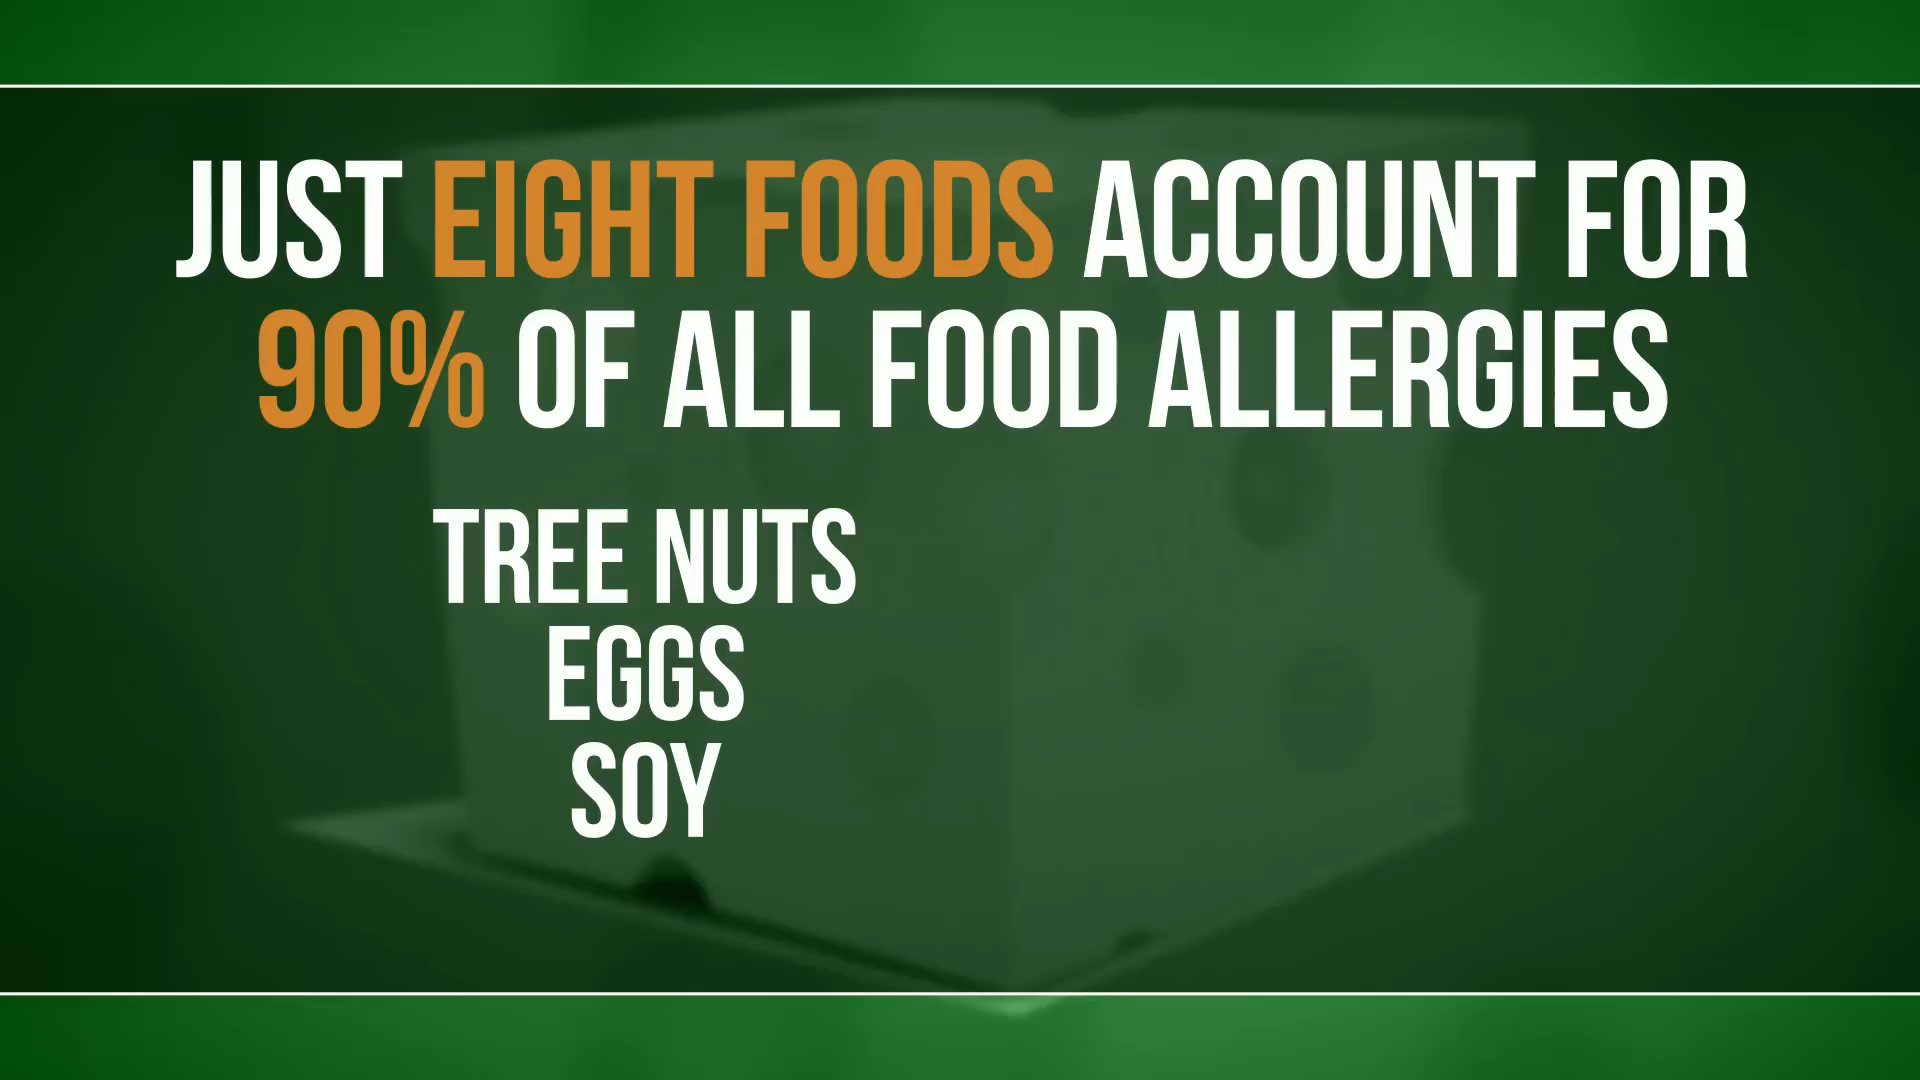 JUST EIGHT FOODS ACCOUNT FOR
90% OF ALL FOOD ALLERGIES
TREE NUTS
EGGS
SOY